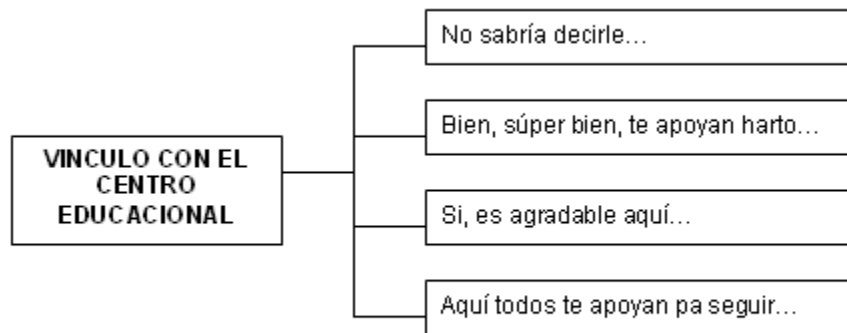 VINCULO CON EL
CENTRO
EDUCACIONAL
No sabría decirle…
Bien, súper bien, te apoyan harto…
Si, es agradable aquí…
Aquí todos te apoyan pa seguir…